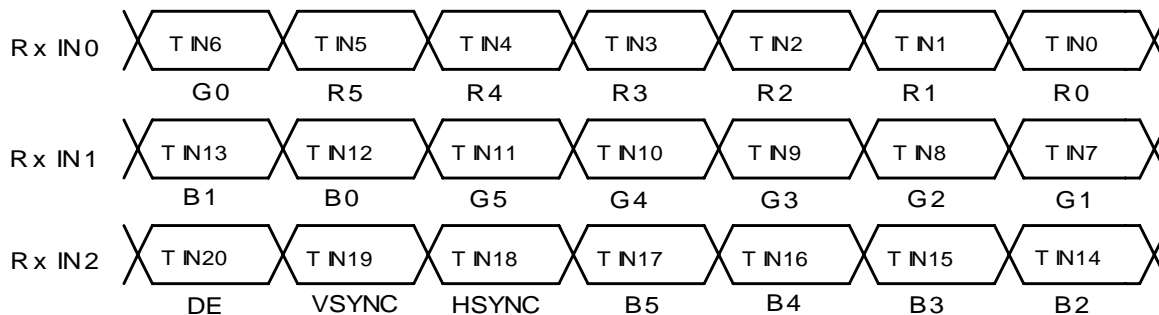 Rx IN0 TIN6 TIN5 TIN4 TIN3 TIN2 TIN1 TIN0
G0 R5 R4 R3 R2 R1 R0
Rx IN1 TIN13 TIN12 TIN11 TIN10 TIN9 TIN8 TIN7
B1 B0 G5 G4 G3 G2 G1
Rx IN2 TIN20 TIN19 TIN18 TIN17 TIN16 TIN15 TIN14
DE VSYNC HSYNC B5 B4 B3 B2